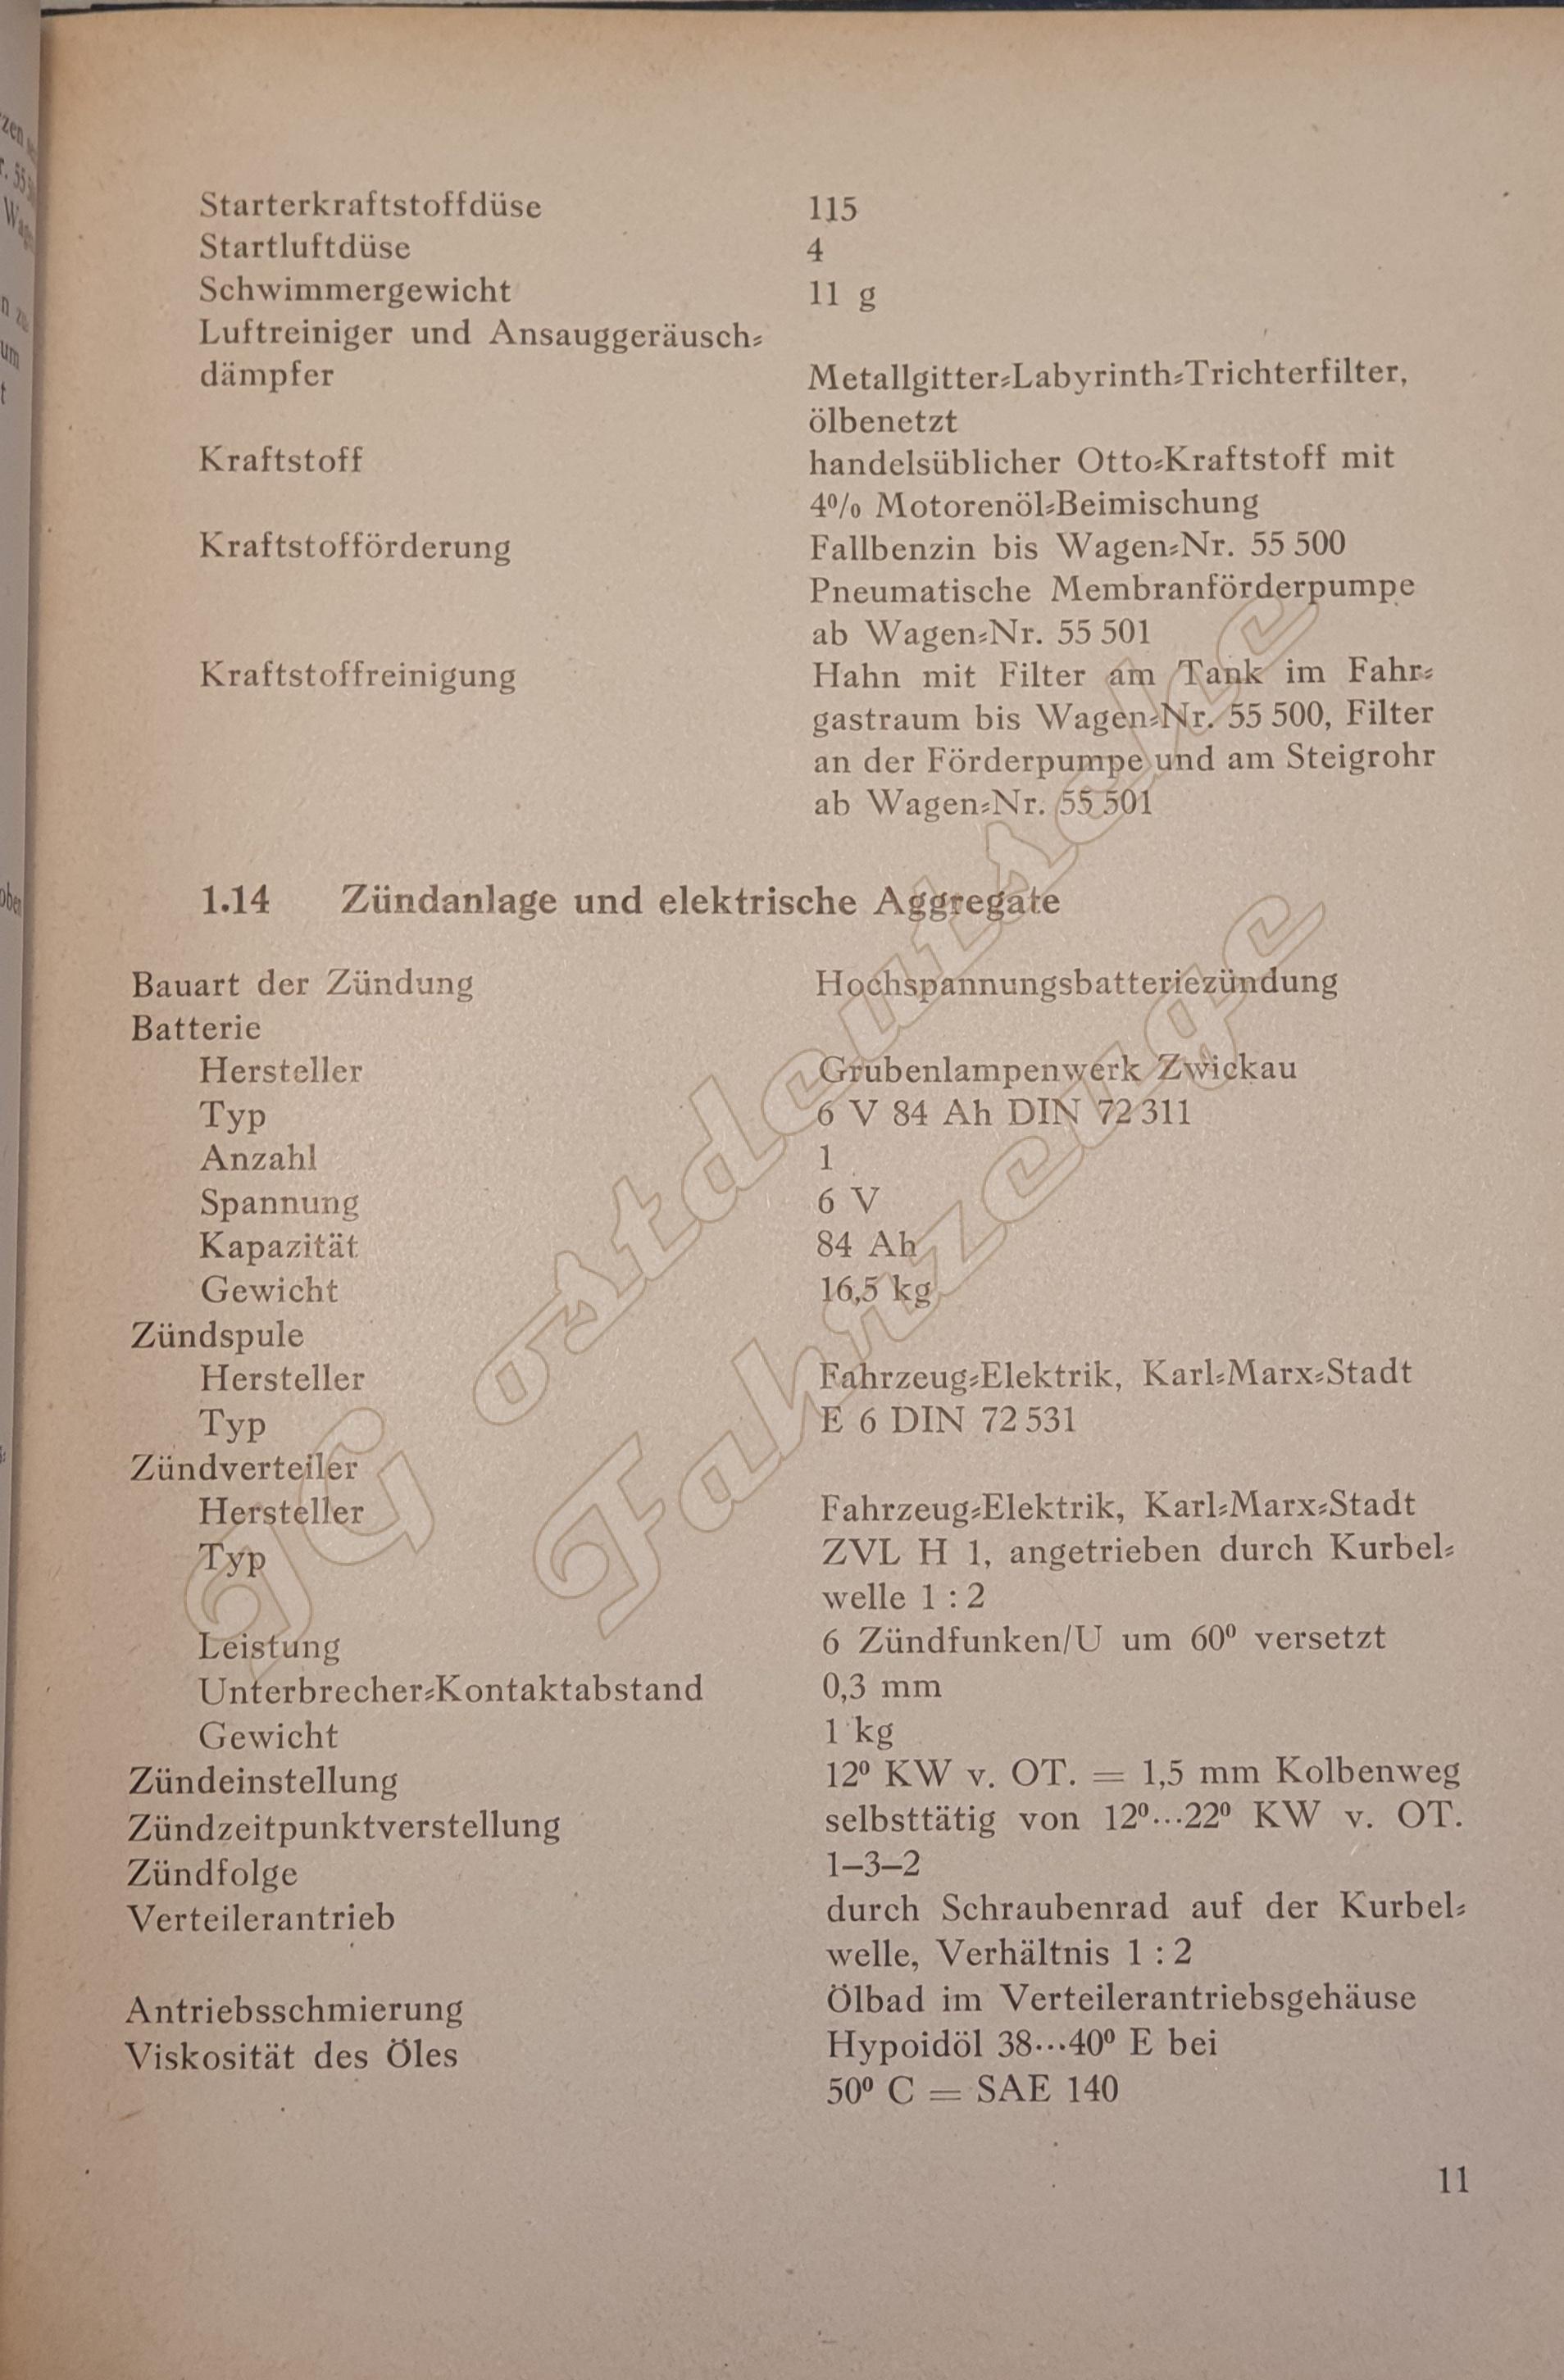 Starterkraftstoffdüse 115
Startluftdüse 4
Schwimmergewicht 11 g
Luftreiniger und Ansauggeräusch-
dämpfer Metallgitter-Labyrinth-Trichterfilter,
ölbenetzt
Kraftstoff handelsüblicher Otto-Kraftstoff mit
4% Motorenöl-Beimischung
Kraftstofförderung Fallbenzin bis Wagen-Nr. 55 500
Pneumatische Membranförderpumpe
ab Wagen-Nr. 55 501
Kraftstoffreinigung Hahn mit Filter am Tank im Fahr-
gastraum bis Wagen-Nr. 55 500, Filter
an der Förderpumpe und am Steigrohr
ab Wagen-Nr. 55 501
1.14 Zündanlage und elektrische Aggregate
Bauart der Zündung Hochspannungsbatteriezündung
Batterie
Hersteller Grubenlampenwerk Zwickau
Typ 6 V 84 Ah DIN 72 311
Anzahl 1
Spannung 6 V
Kapazität 84 Ah
Gewicht 16,5 kg
Zündspule
Hersteller Fahrzeug-Elektrik, Karl-Marx-Stadt
Typ E 6 DIN 72 531
Zündverteiler
Hersteller Fahrzeug-Elektrik, Karl-Marx-Stadt
Typ ZVL H 1, angetrieben durch Kurbel-
welle 1 : 2
Leistung 6 Zündfunken/U um 60⁰ versetzt
Unterbrecher-Kontaktabstand 0,3 mm
Gewicht 1 kg
Zündeinstellung 12⁰ KW v. OT. = 1,5 mm Kolbenweg
Zündzeitpunktverstellung selbsttätig von 12⁰...22⁰ KW v. OT.
Zündfolge 1–3–2
Verteilerantrieb durch Schraubenrad auf der Kurbel-
welle, Verhältnis 1 : 2
Antriebsschmierung Ölbad im Verteilerantriebsgehäuse
Viskosität des Öles Hypoidöl 38...40⁰ E bei
50⁰ C = SAE 140
11
IG ostdeutsche
Fahrzeuge